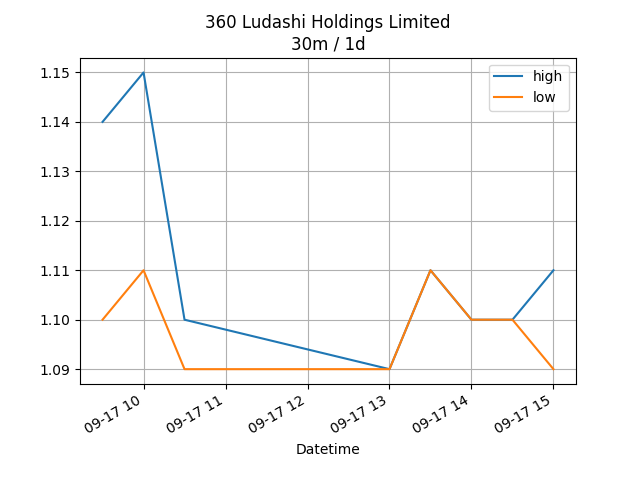 360 Ludashi Holdings Limited
30m / 1d
high
low
1.15
1.14
1.13
1.12
1.11
1.10
1.09
09-17 10
09-17 11
09-17 12
09-17 13
09-17 14
09-17 15
Datetime